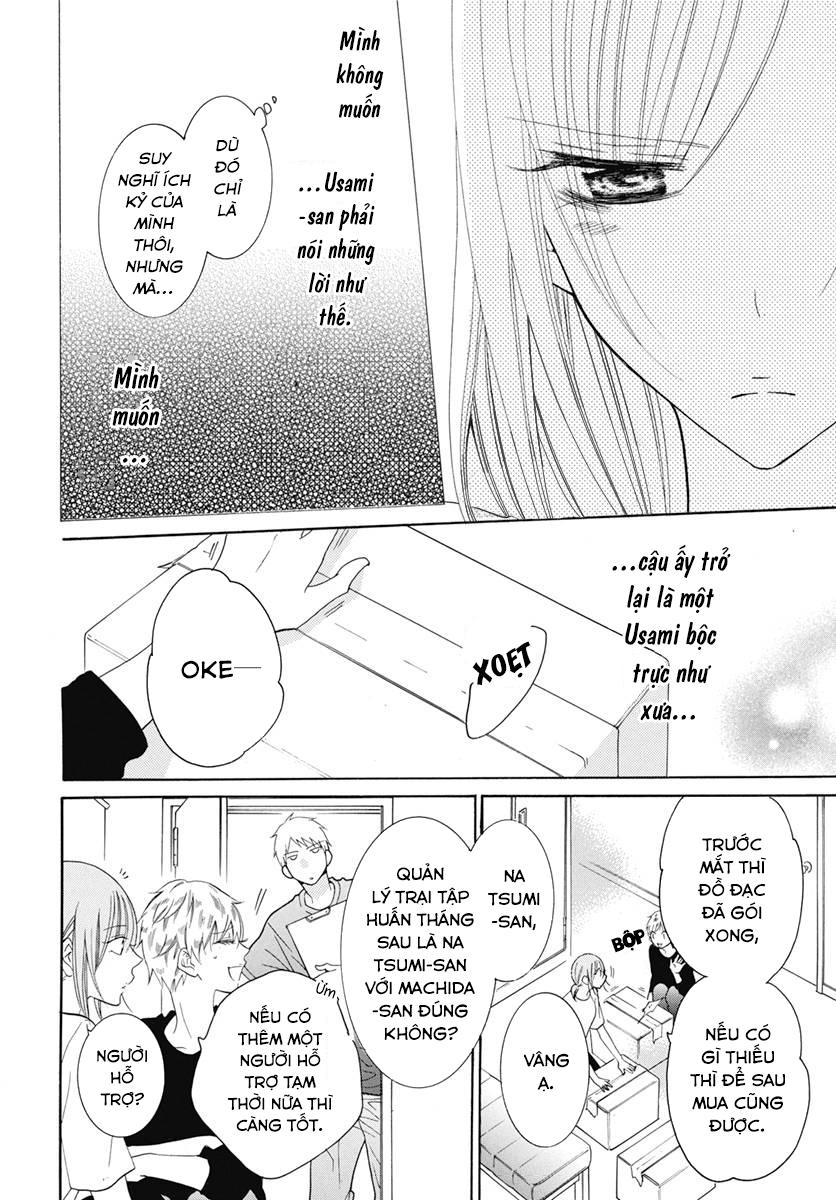 Mình
không
muốn
...Usami
-san phải
nói những
lời như
thế.
DÙ
ĐÓ
CHỈ
LÀ
SUY
NGHĨ ÍCH
KỶ CỦA
MÌNH
THÔI,
NHƯNG
MÀ...
Mình
muốn
...
...cậu ấy trở
lại là một
Usami bộc
trực như
xưa...
XOẸT
OKE—
TRƯỚC
MẮT THÌ
ĐỒ ĐẠC
ĐÃ GÓI
XONG,
BỘP
NẾU CÓ
GÌ THIẾU
THÌ ĐỂ SAU
MUA CŨNG
ĐƯỢC.
VÂNG
Ạ.
NA
TSUMI
-SAN,
QUẢN
LÝ TRẠI TẬP
HUẤN THÁNG
SAU LÀ NA
TSUMI-SAN
VỚI MACHIDA
-SAN ĐÚNG
KHÔNG?
Ừm
NẾU CÓ
THÊM MỘT
NGƯỜI HỖ
TRỢ TẠM
THỜI NỮA THÌ
CÀNG TỐT.
NGƯỜI
HỖ
TRỢ?